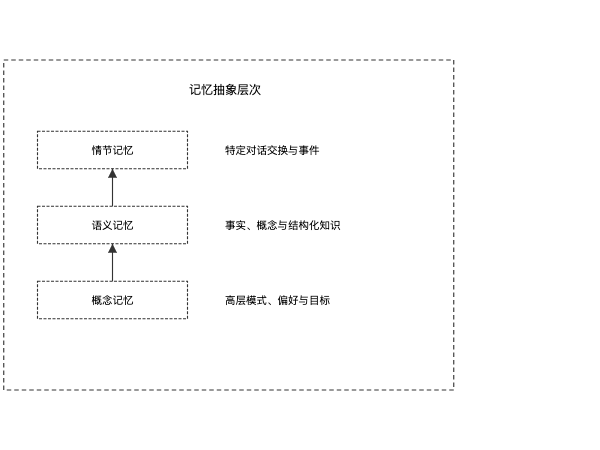 记忆抽象层次
情节记忆
特定对话交换与事件
语义记忆
事实、概念与结构化知识
概念记忆
高层模式、偏好与目标